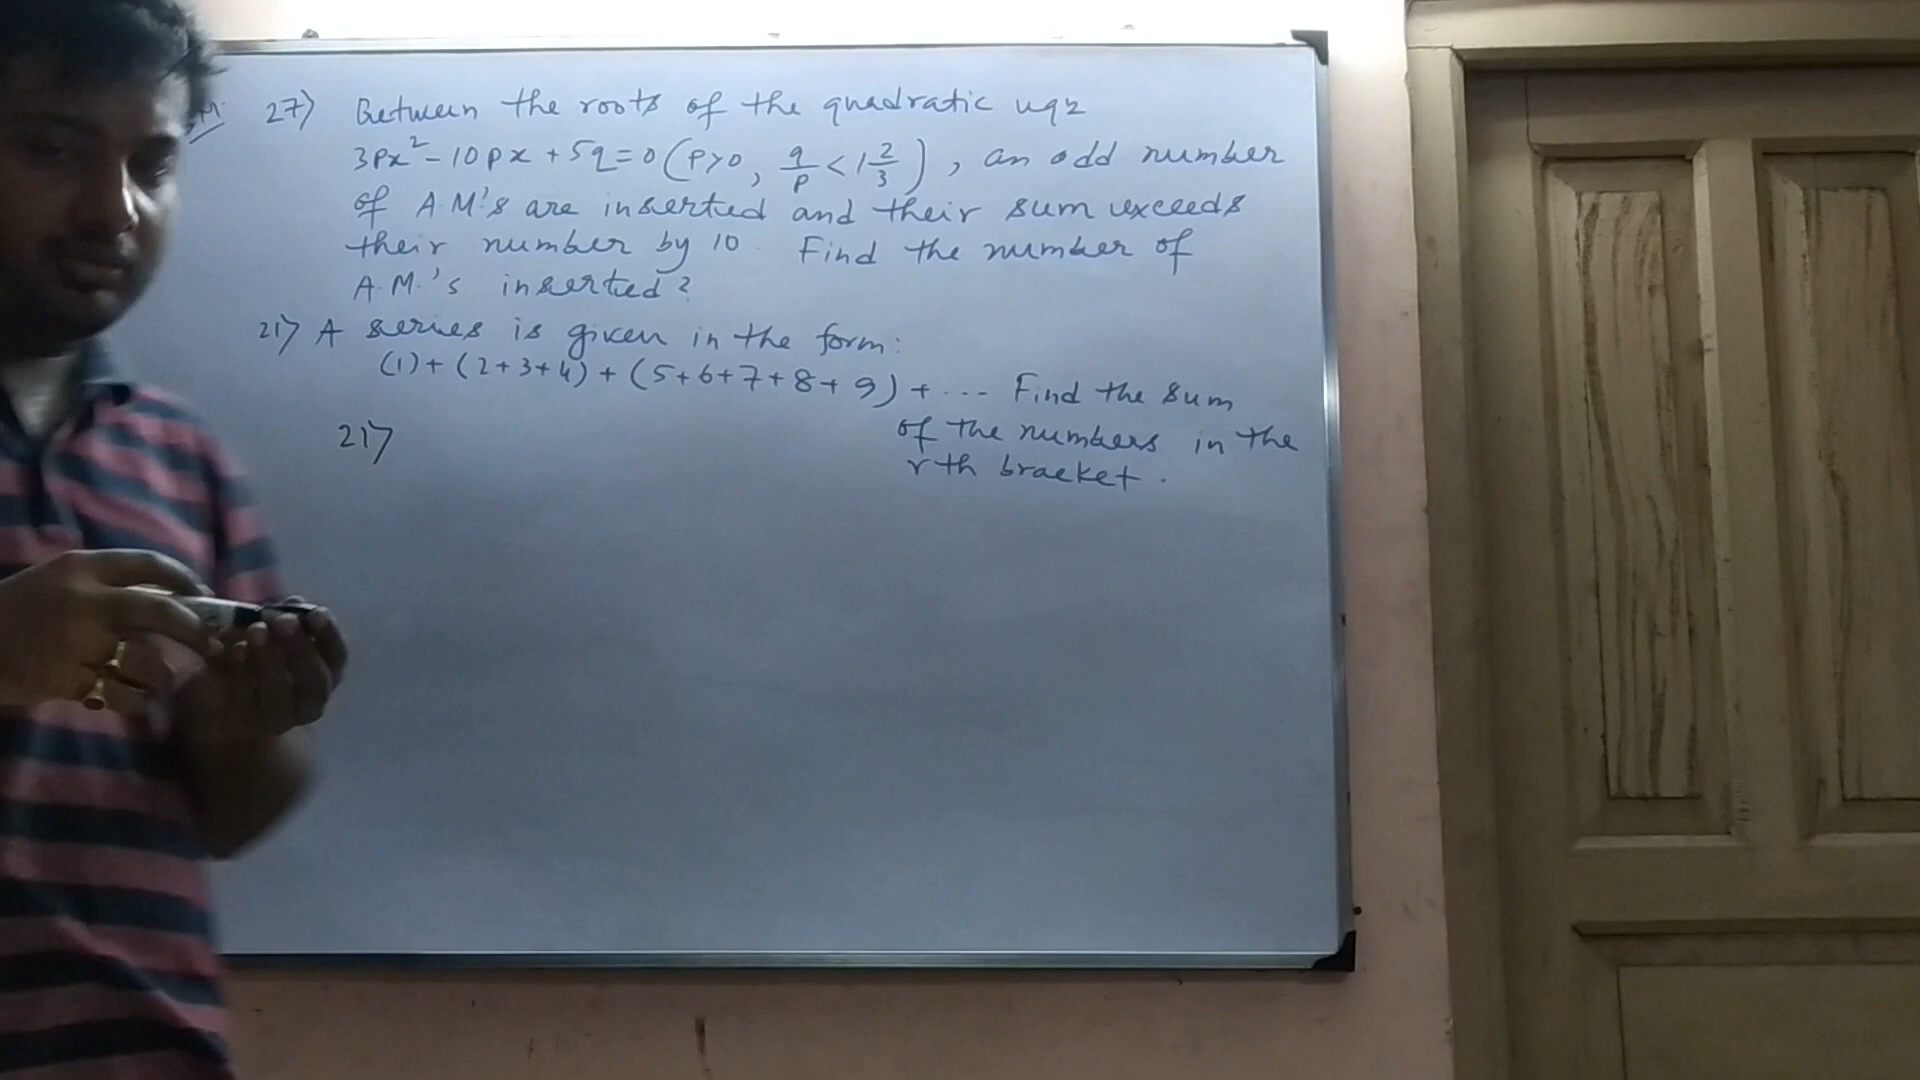 27) Between the roots of the quadratic eqn
3px² - 10px + 5q = 0 (p>0, q/p < 1 2/3), an odd number
of A.M.'s are inserted and their sum exceeds
their number by 10. Find the number of
A.M.'s inserted?
21) A series is given in the form:
(1) + (2+3+4) + (5+6+7+8+9) + ... Find the sum
of the numbers in the
rth bracket.
21)